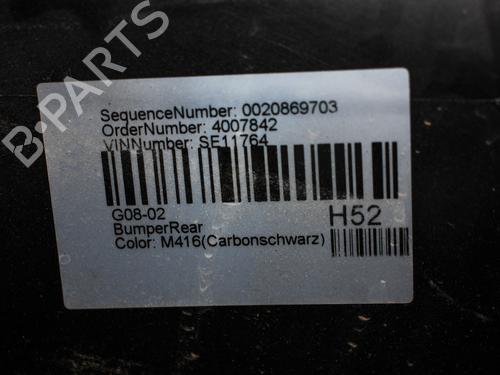 B-PARTS
SequenceNumber: 0020869703
OrderNumber: 4007842
VINNumber: SE11764
G08-02
BumperRear
Color: M416(Carbonschwarz)
H52